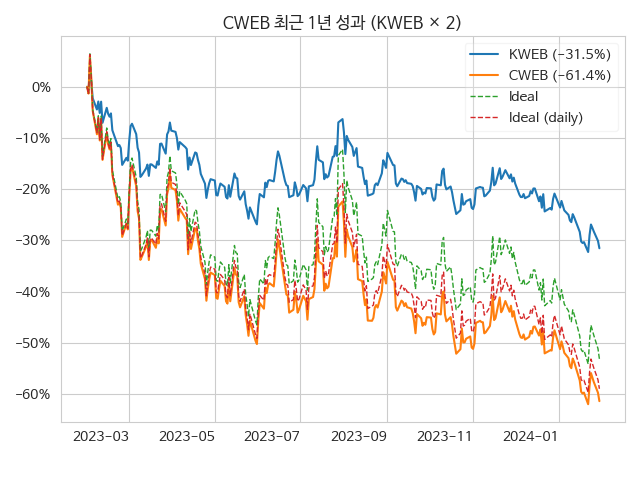 CWEB 최근 1년 성과 (KWEB × 2)
KWEB (−31.5%)
CWEB (−61.4%)
Ideal
Ideal (daily)
0%
−10%
−20%
−30%
−40%
−50%
−60%
2023−03
2023−05
2023−07
2023−09
2023−11
2024−01